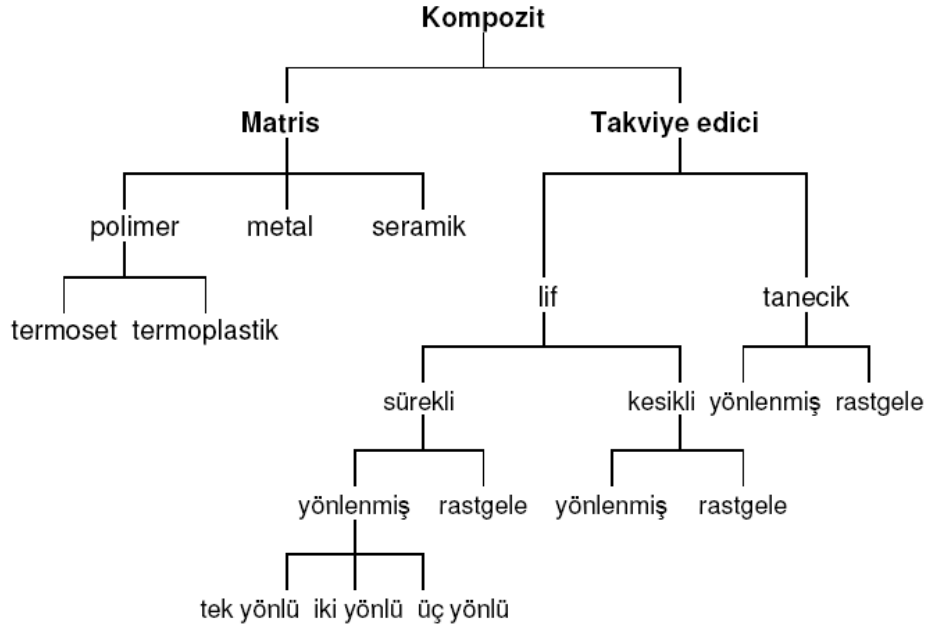 Kompozit
Matris Takviye edici
polimer metal seramik
lif tanecik
termoset termoplastik
sürekli kesikli yönlenmiş rastgele
yönlenmiş rastgele yönlenmiş rastgele
tek yönlü iki yönlü üç yönlü